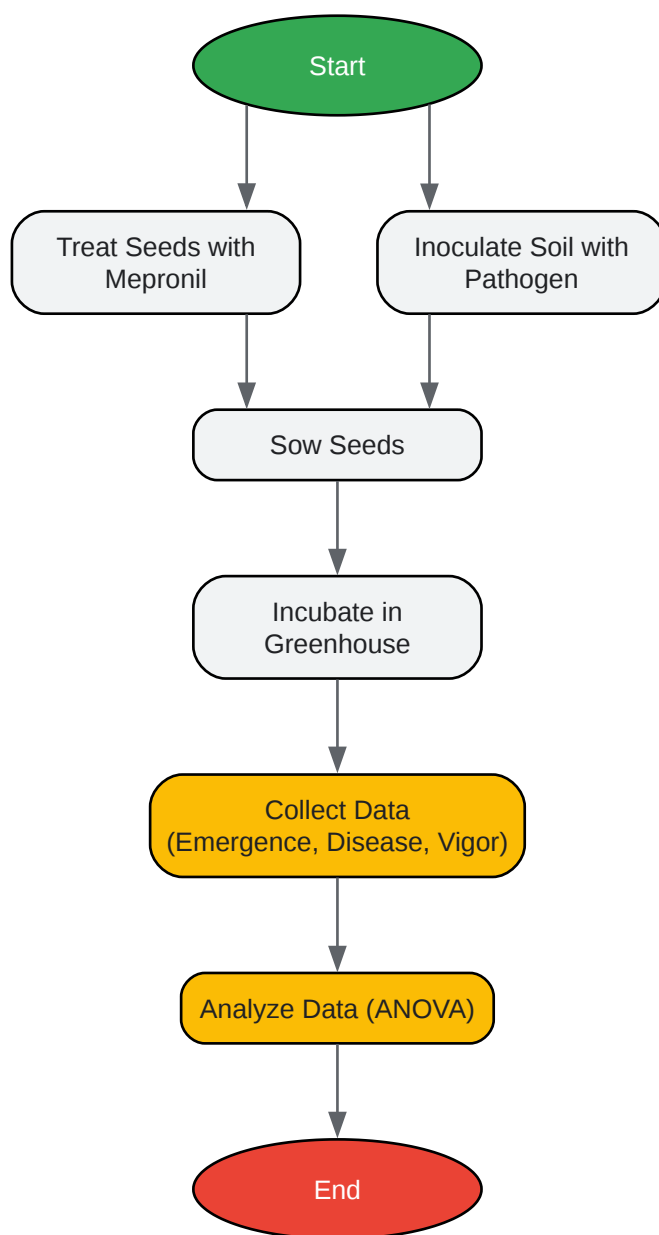 Start
Treat Seeds with
Mepronil
Inoculate Soil with
Pathogen
Sow Seeds
Incubate in
Greenhouse
Collect Data
(Emergence, Disease, Vigor)
Analyze Data (ANOVA)
End